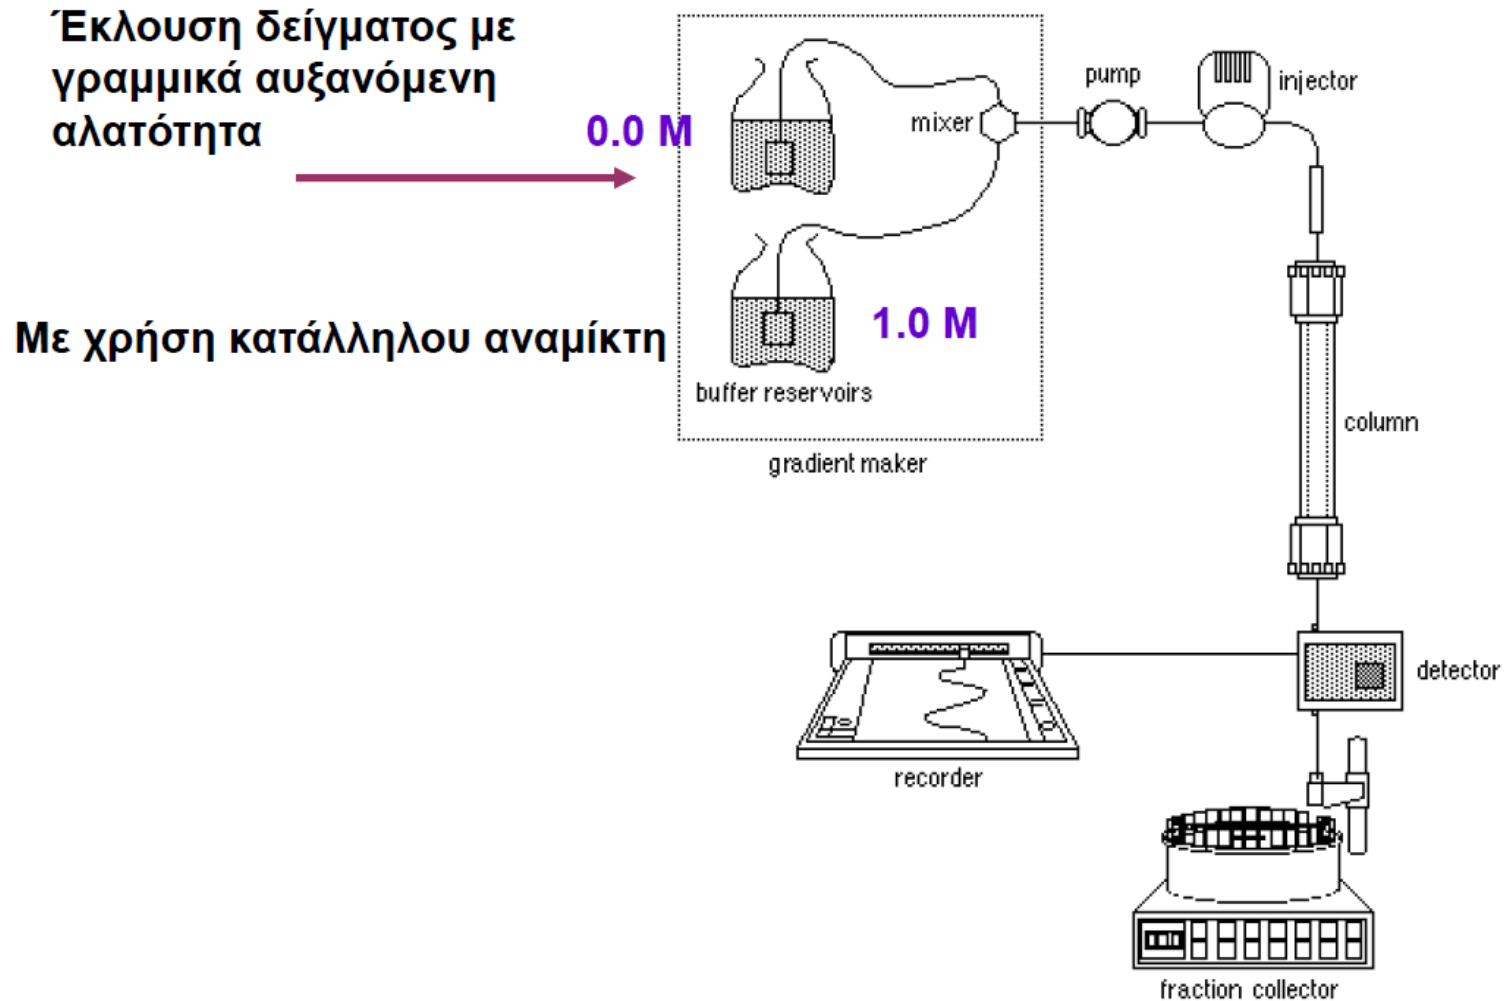 Έκλουση δείγματος με
γραμμικά αυξανόμενη
αλατότητα
0.0 M
Με χρήση κατάλληλου αναμίκτη
1.0 M
mixer
pump
injector
buffer reservoirs
gradient maker
column
detector
recorder
fraction collector